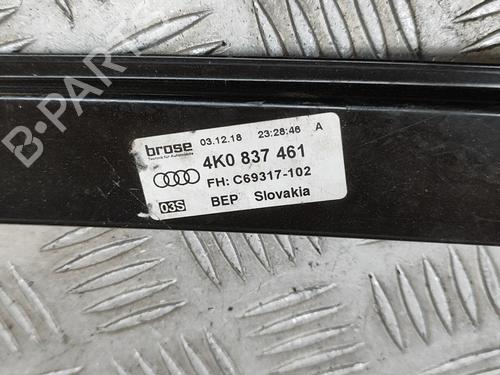 brose 03.12.18 23:28:46 A
Technik für Automobile
4K0 837 461
FH: C69317-102
03S BEP Slovakia
B-PARTS